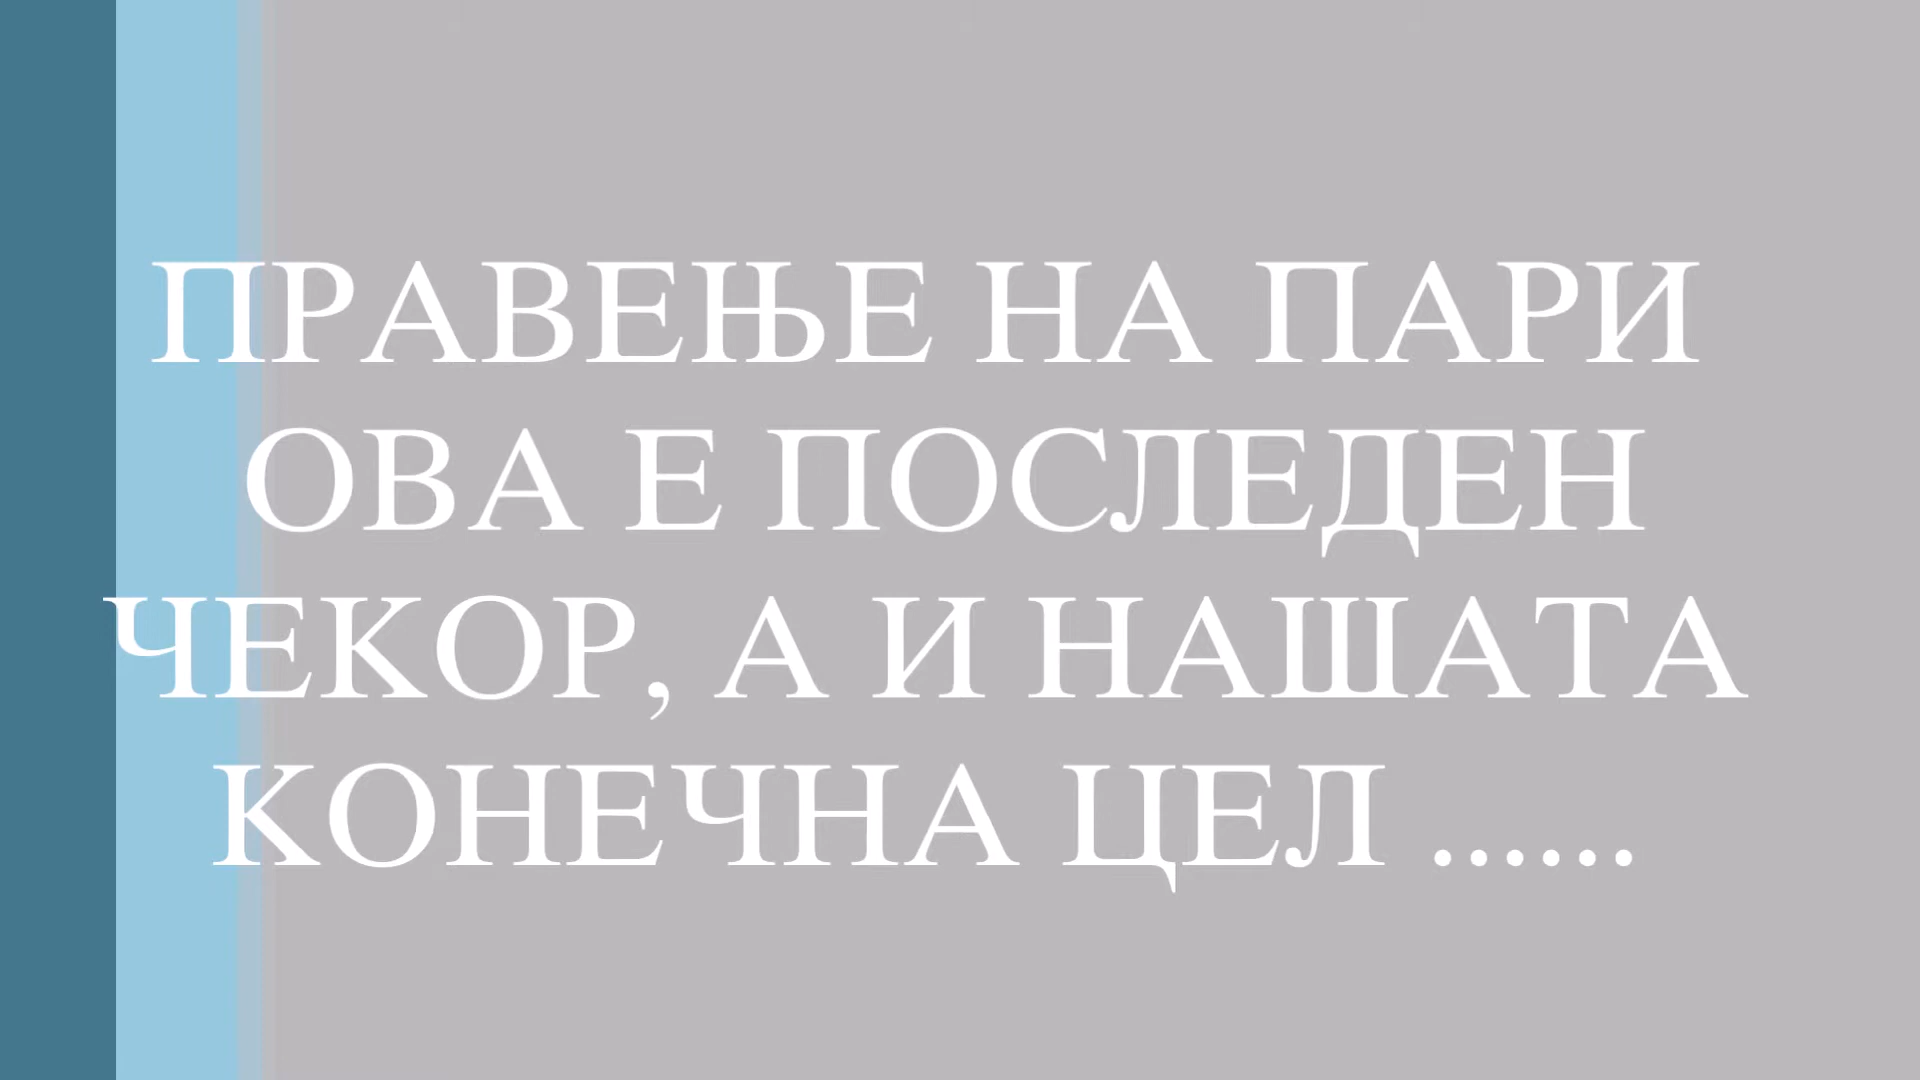 ПРАВЕЊЕ НА ПАРИ
ОВА Е ПОСЛЕДЕН
ЧЕКОР, А И НАШАТА
КОНЕЧНА ЦЕЛ ......